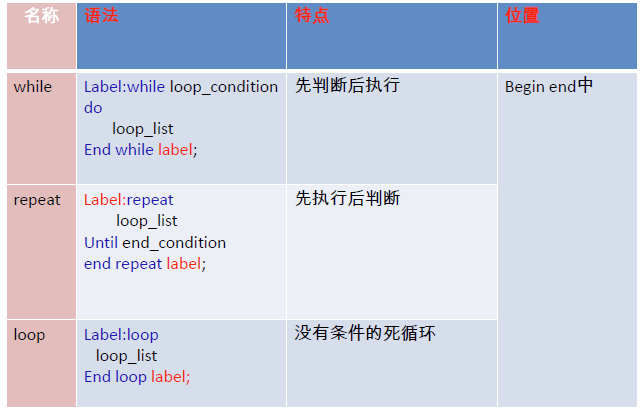 名称 语法 特点 位置
while Label:while loop_condition 先判断后执行 Begin end中
do
loop_list
End while label;
repeat Label:repeat 先执行后判断
loop_list
Until end_condition
end repeat label;
loop Label:loop 没有条件的死循环
loop_list
End loop label;